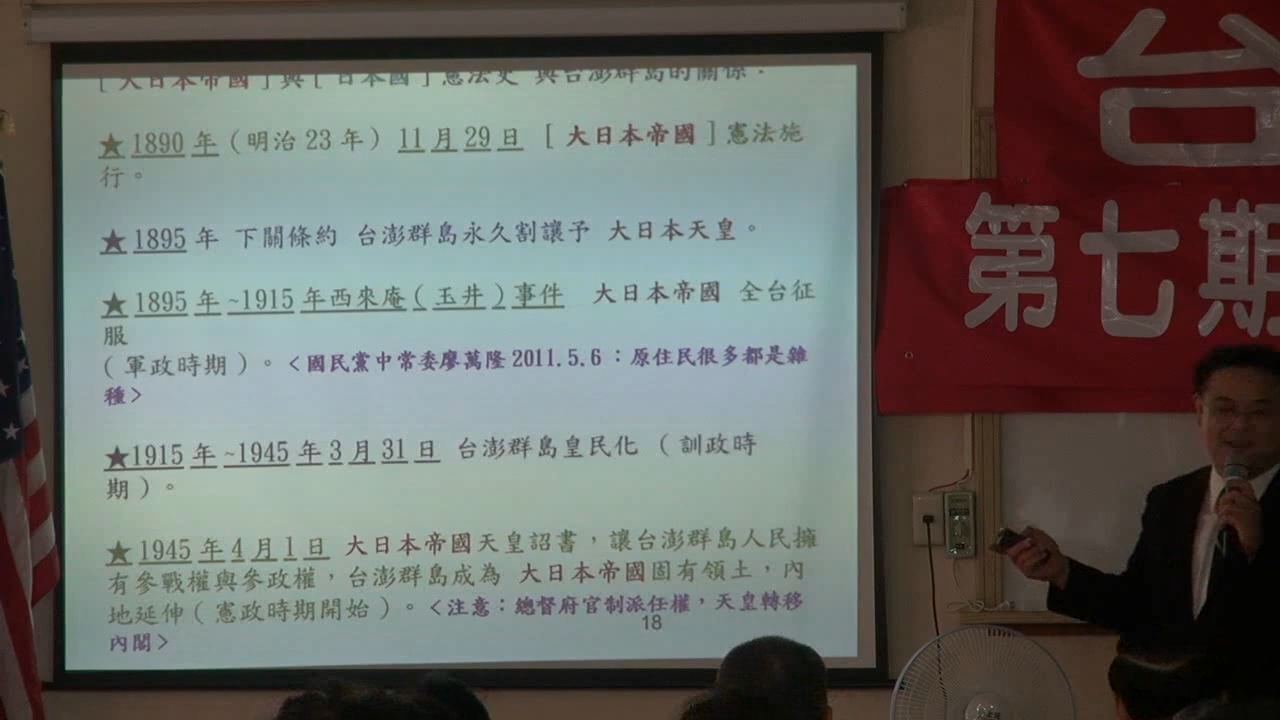 [大日本帝國]與[日本國]憲法史 與台澎群島的關係：
★1890年(明治23年) 11月29日 [大日本帝國]憲法施
行。
★1895年 下關條約 台澎群島永久割讓予 大日本天皇。
★1895年~1915年西來庵(玉井)事件 大日本帝國 全台征
服
(軍政時期)。<國民黨中常委廖萬隆2011.5.6：原住民很多都是雜
種>
★1915年~1945年3月31日 台澎群島皇民化 (訓政時
期)。
★1945年4月1日 大日本帝國天皇詔書，讓台澎群島人民擁
有參戰權與參政權，台澎群島成為 大日本帝國固有領土，內
地延伸(憲政時期開始)。<注意：總督府官制派任權，天皇轉移
內閣>
18
台
第七期